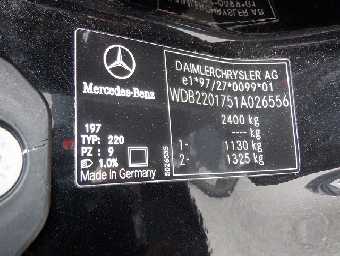 DAIMLERCHRYSLER AG
e1*97/27*0099*01
WDB2201751A026556
2400 kg
---- kg
1- 1130 kg
2- 1325 kg
Mercedes-Benz
197
TYP: 220
PZ : 9
1.0%
Made in Germany